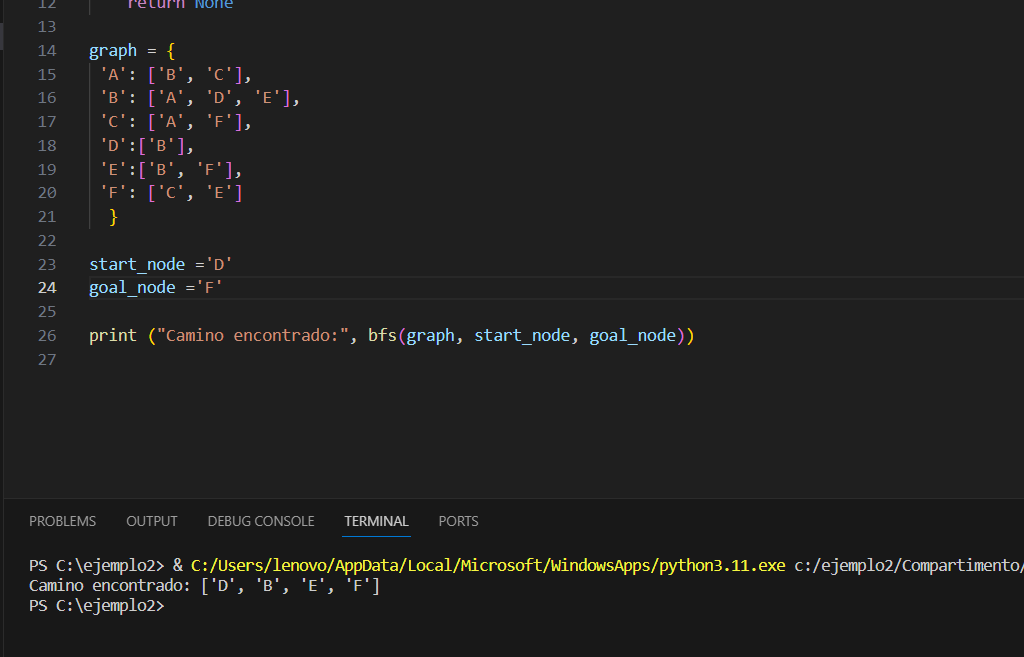 12 return None
13
14 graph = {
15 'A': ['B', 'C'],
16 'B': ['A', 'D', 'E'],
17 'C': ['A', 'F'],
18 'D':['B'],
19 'E':['B', 'F'],
20 'F': ['C', 'E']
21 }
22
23 start_node ='D'
24 goal_node ='F'
25
26 print ("Camino encontrado:", bfs(graph, start_node, goal_node))
27
PROBLEMS OUTPUT DEBUG CONSOLE TERMINAL PORTS
PS C:\ejemplo2> & C:/Users/lenovo/AppData/Local/Microsoft/WindowsApps/python3.11.exe c:/ejemplo2/Compartimento/
Camino encontrado: ['D', 'B', 'E', 'F']
PS C:\ejemplo2>